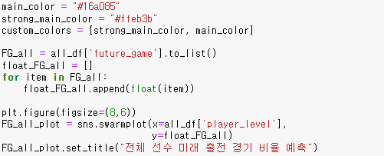 main_color = "#16a085"
strong_main_color = "#ffeb3b"
custom_colors = [strong_main_color, main_color]
FG_all = all_df['future_game'].to_list()
float_FG_all = []
for item in FG_all:
    float_FG_all.append(float(item))
plt.figure(figsize=(8,6))
FG_all_plot = sns.swarmplot(x=all_df['player_level'],
                            y=float_FG_all)
FG_all_plot.set_title("전체 선수 미래 출전 경기 비율 예측")